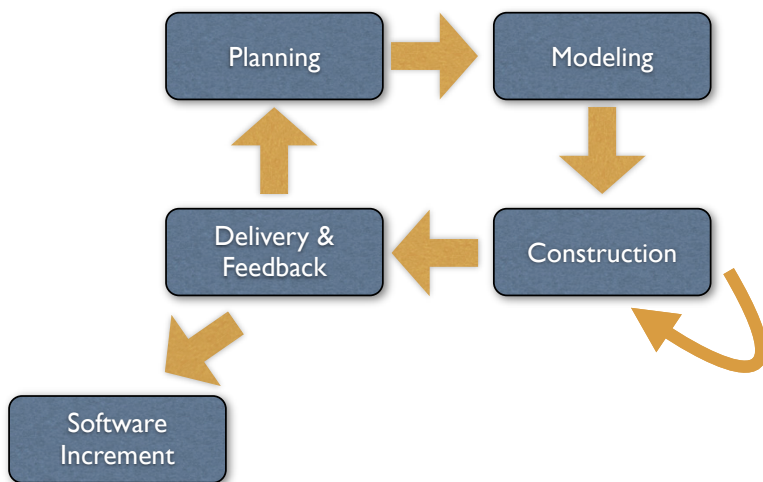 Planning
Modeling
Delivery &
Feedback
Construction
Software
Increment